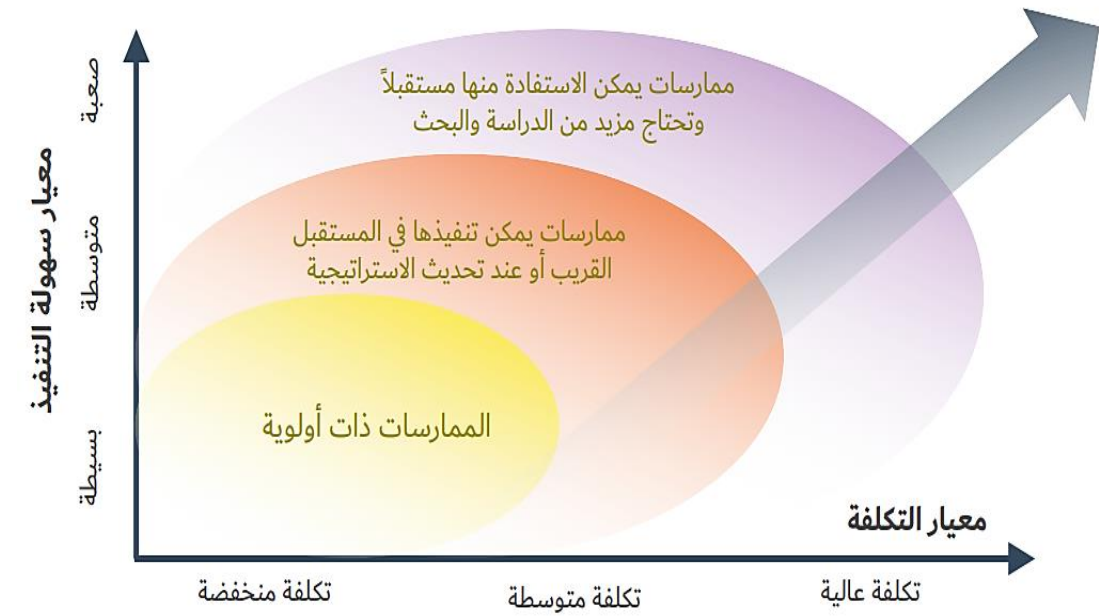 ممارسات يمكن الاستفادة منها مستقبلاً
وتحتاج مزيد من الدراسة والبحث
ممارسات يمكن تنفيذها في المستقبل
القريب أو عند تحديث الاستراتيجية
الممارسات ذات أولوية
معيار سهولة التنفيذ
صعبة
متوسطة
بسيطة
معيار التكلفة
تكلفة منخفضة
تكلفة متوسطة
تكلفة عالية